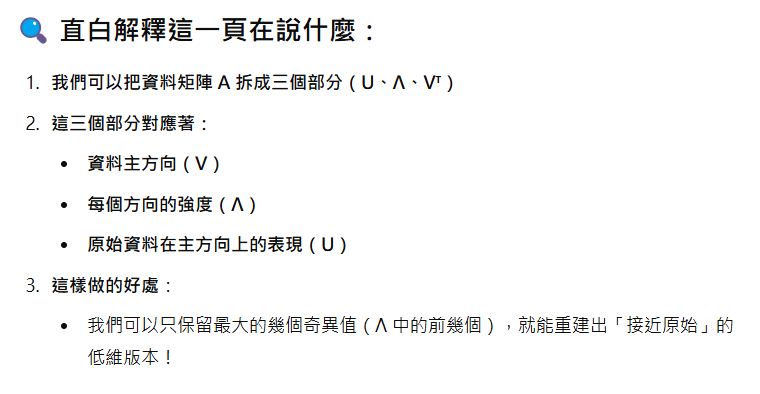 🔍 直白解釋這一頁在說什麼：
1. 我們可以把資料矩陣 A 拆成三個部分（U、Λ、Vᵀ）
2. 這三個部分對應著：
• 資料主方向（V）
• 每個方向的強度（Λ）
• 原始資料在主方向上的表現（U）
3. 這樣做的好處：
• 我們可以只保留最大的幾個奇異值（Λ 中的前幾個），就能重建出「接近原始」的
低維版本！